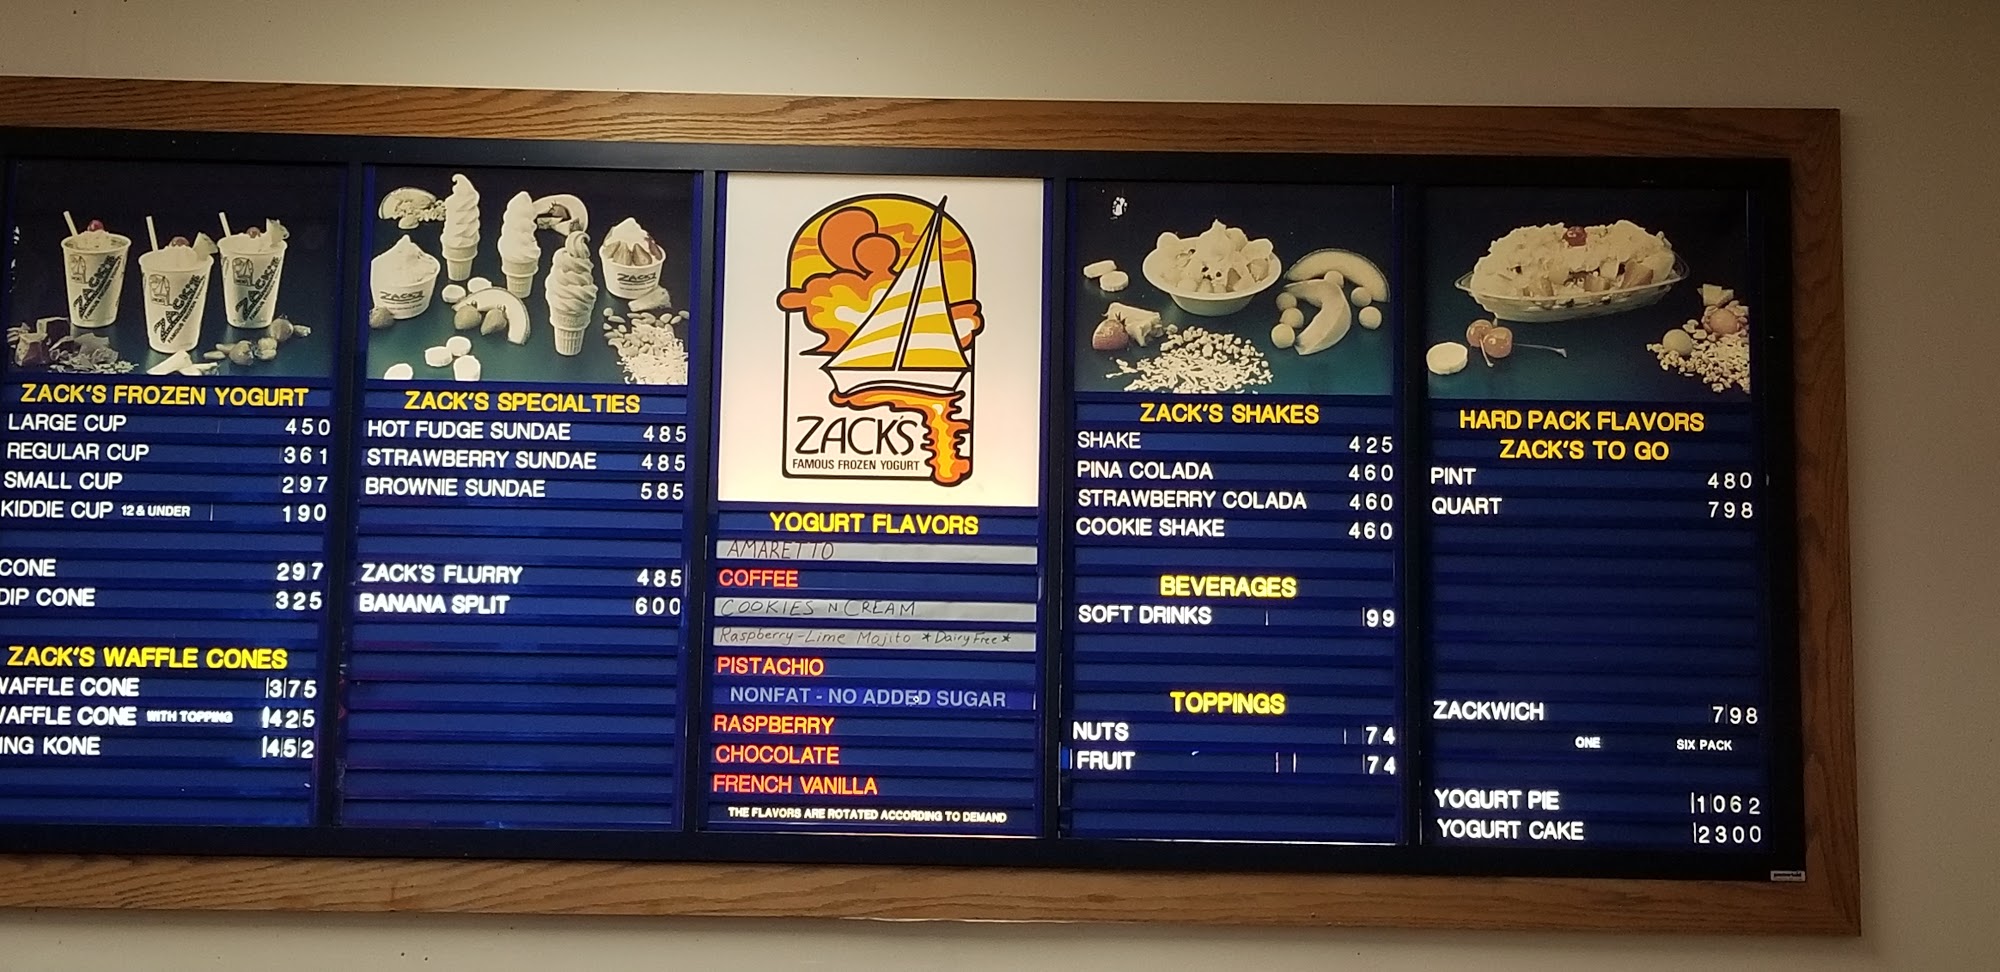 ZACK'S FROZEN YOGURT
LARGE CUP 450
REGULAR CUP 361
SMALL CUP 297
KIDDIE CUP 12 & UNDER 190
CONE 297
DIP CONE 325
ZACK'S WAFFLE CONES
WAFFLE CONE 375
WAFFLE CONE WITH TOPPING 425
ING KONE 452
ZACK'S
ZACK'S
ZACK'S
ZACK'S SPECIALTIES
HOT FUDGE SUNDAE 485
STRAWBERRY SUNDAE 485
BROWNIE SUNDAE 585
ZACK'S FLURRY 485
BANANA SPLIT 600
ZACK'S
ZACK'S
ZACK'S
FAMOUS FROZEN YOGURT
YOGURT FLAVORS
AMARETTO
COFFEE
COOKIES N CREAM
Raspberry-Lime Mojito *Dairy Free*
PISTACHIO
NONFAT - NO ADDED SUGAR
RASPBERRY
CHOCOLATE
FRENCH VANILLA
THE FLAVORS ARE ROTATED ACCORDING TO DEMAND
ZACK'S SHAKES
SHAKE 425
PINA COLADA 460
STRAWBERRY COLADA 460
COOKIE SHAKE 460
BEVERAGES
SOFT DRINKS 99
TOPPINGS
NUTS 74
FRUIT 74
HARD PACK FLAVORS
ZACK'S TO GO
PINT 480
QUART 798
ZACKWICH 798
ONE SIX PACK
YOGURT PIE 1062
YOGURT CAKE 2300